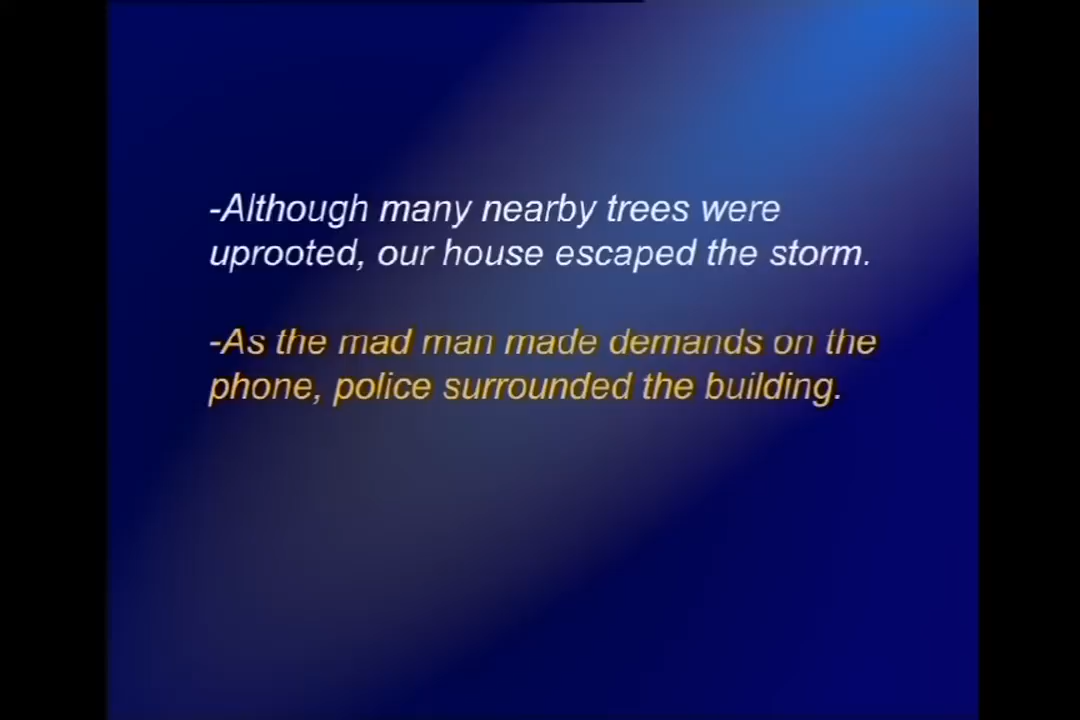 -Although many nearby trees were
uprooted, our house escaped the storm.
-As the mad man made demands on the
phone, police surrounded the building.